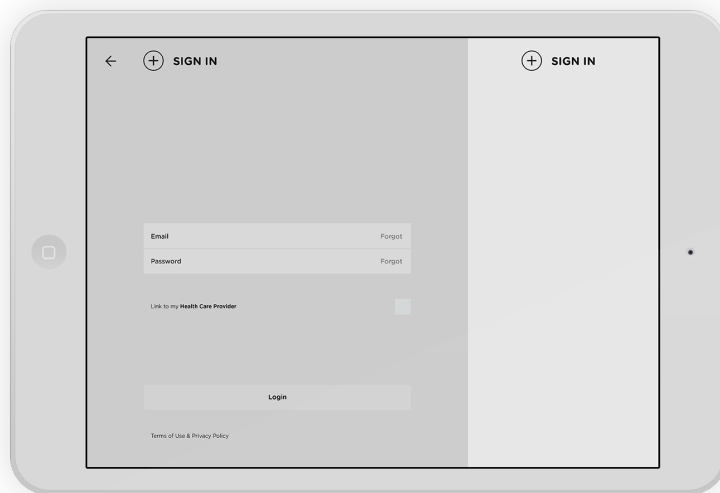 SIGN IN
SIGN IN
Email Forgot
Password Forgot
Link to my Health Care Provider
Login
Terms of Use & Privacy Policy